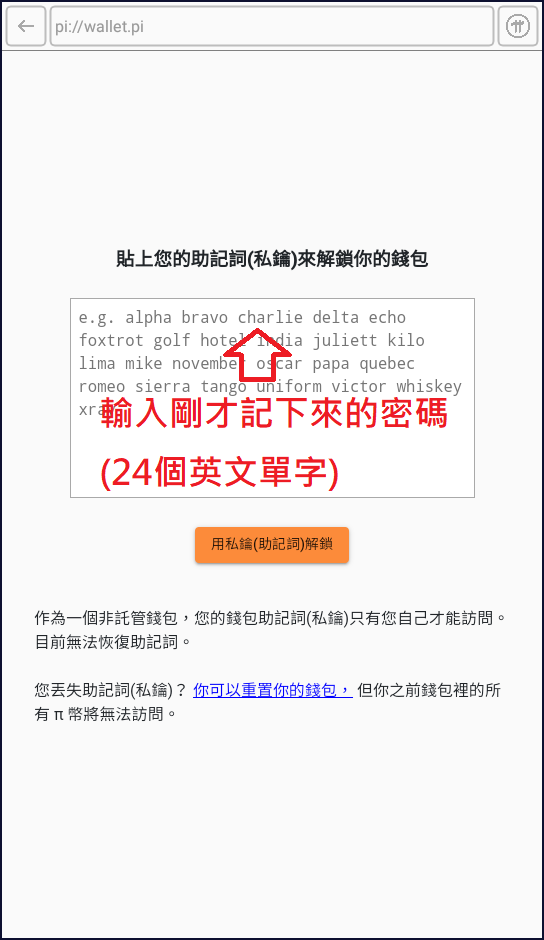 pi://wallet.pi
貼上您的助記詞(私鑰)來解鎖你的錢包
e.g. alpha bravo charlie delta echo
foxtrot golf hotel india juliett kilo
lima mike november oscar papa quebec
romeo sierra tango uniform victor whiskey
輸入剛才記下來的密碼
(24個英文單字)
用私鑰(助記詞)解鎖
作為一個非託管錢包，您的錢包助記詞(私鑰)只有您自己才能訪問。
目前無法恢復助記詞。
您丟失助記詞(私鑰)？ 你可以重置你的錢包， 但你之前錢包裡的所
有 π 幣將無法訪問。